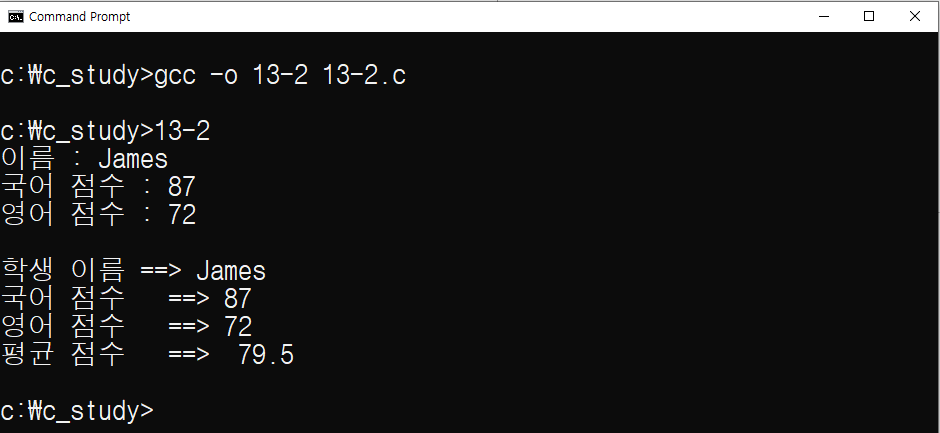 Command Prompt
c:₩c_study>gcc -o 13-2 13-2.c
c:₩c_study>13-2
이름 : James
국어 점수 : 87
영어 점수 : 72
학생 이름 ==> James
국어 점수   ==> 87
영어 점수   ==> 72
평균 점수   ==>  79.5
c:₩c_study>